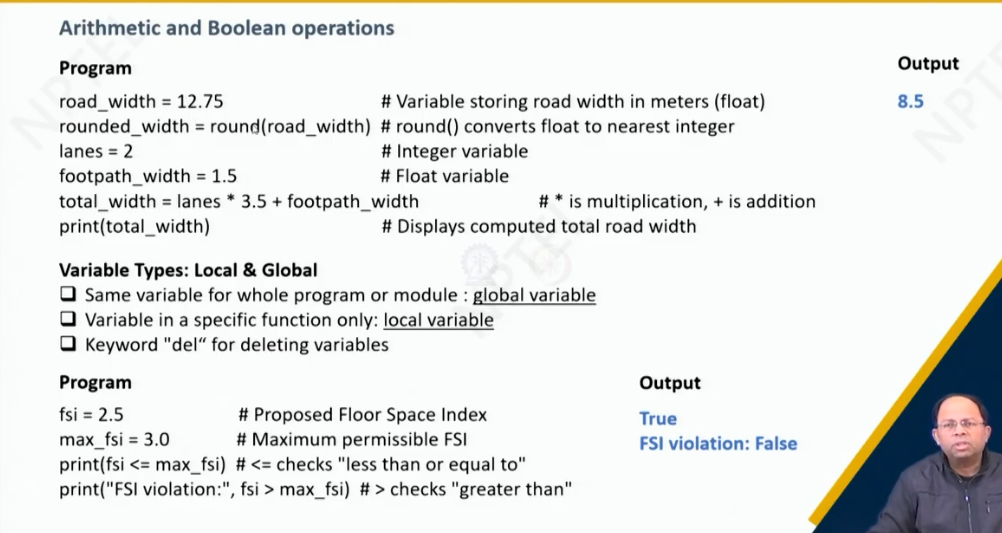 Arithmetic and Boolean operations
Program
Output
road_width = 12.75 # Variable storing road width in meters (float)
8.5
rounded_width = round(road_width) # round() converts float to nearest integer
lanes = 2 # Integer variable
footpath_width = 1.5 # Float variable
total_width = lanes * 3.5 + footpath_width # * is multiplication, + is addition
print(total_width) # Displays computed total road width
Variable Types: Local & Global
❑ Same variable for whole program or module : global variable
❑ Variable in a specific function only: local variable
❑ Keyword "del“ for deleting variables
Program
Output
fsi = 2.5 # Proposed Floor Space Index
True
max_fsi = 3.0 # Maximum permissible FSI
FSI violation: False
print(fsi <= max_fsi) # <= checks "less than or equal to"
print("FSI violation:", fsi > max_fsi) # > checks "greater than"
NPTEL
NPTEL
NPTEL